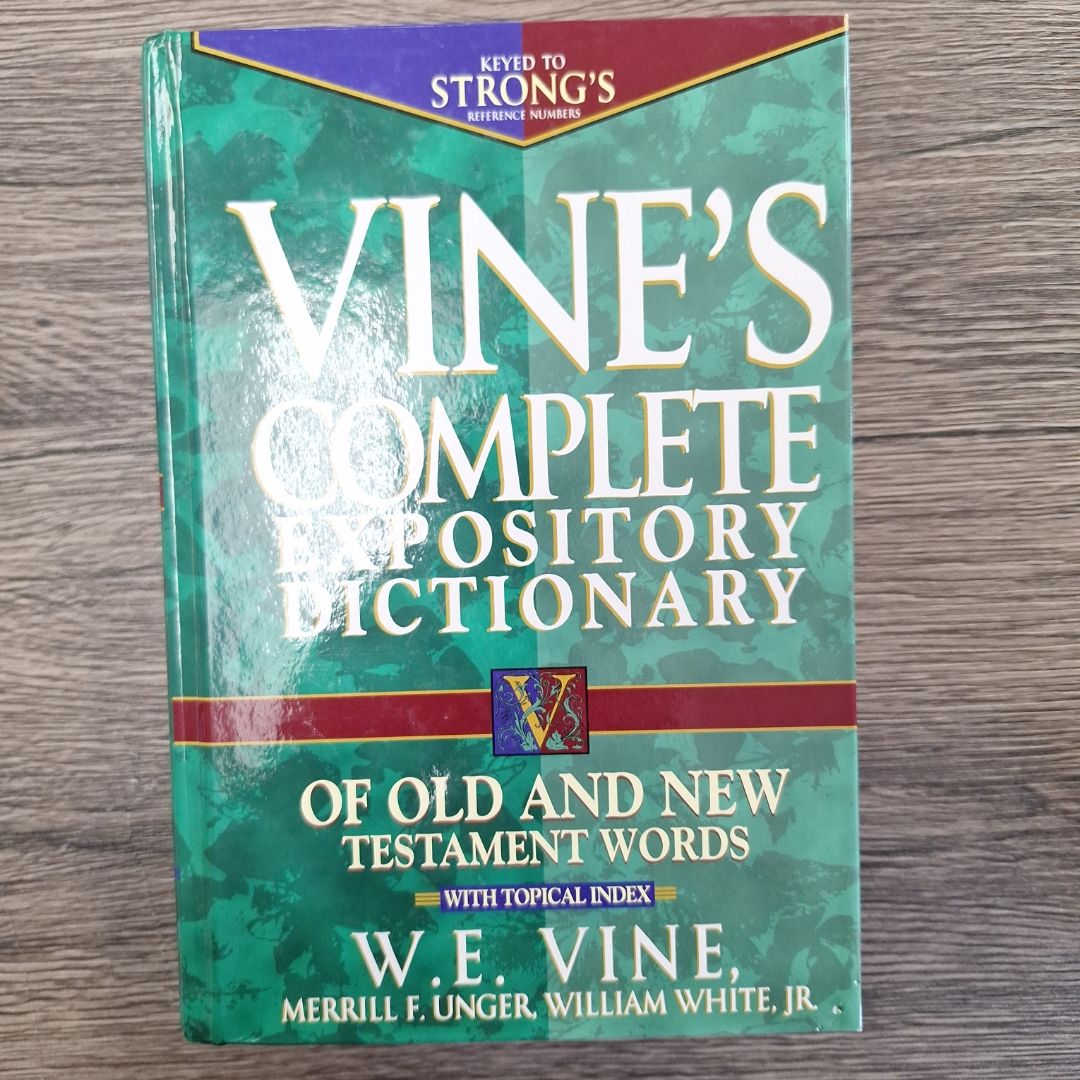 KEYED TO
STRONG'S
REFERENCE NUMBERS
VINE'S
COMPLETE
EXPOSITORY
DICTIONARY
V
OF OLD AND NEW
TESTAMENT WORDS
WITH TOPICAL INDEX
W.E. VINE,
MERRILL F. UNGER, WILLIAM WHITE, JR.